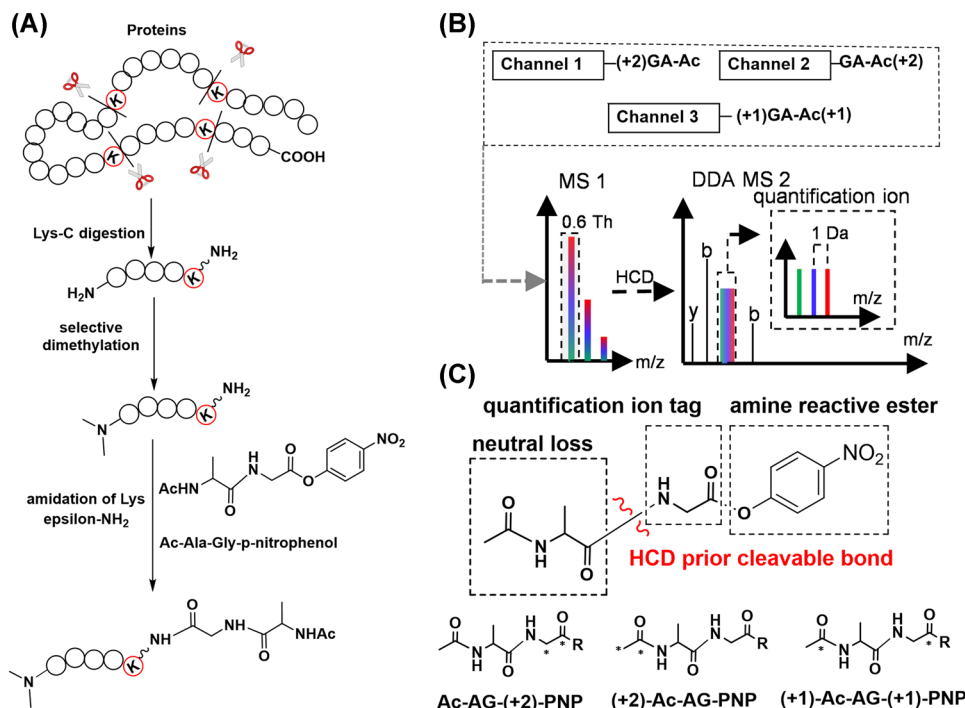 (A)
Proteins
K
K
K
K
COOH
Lys-C digestion
NH2
H2N
K
selective
dimethylation
NH2
N
K
amidation of Lys
epsilon-NH2
AcHN
O
H
N
O
O
NO2
Ac-Ala-Gly-p-nitrophenol
N
K
NH
O
H
N
O
NHAc
(B)
Channel 1 (+2)GA-Ac
Channel 2 GA-Ac(+2)
Channel 3 (+1)GA-Ac(+1)
MS 1
DDA MS 2
quantification ion
0.6 Th
HCD
y
b
b
1 Da
m/z
m/z
m/z
(C)
quantification ion tag
amine reactive ester
neutral loss
O
N
H
O
H
N
O
O
NO2
HCD prior cleavable bond
O
N
H
O
H
N
*
O
*
R
O
*
*
N
H
O
H
N
O
R
O
*
N
H
O
H
N
O
*
R
Ac-AG-(+2)-PNP
(+2)-Ac-AG-PNP
(+1)-Ac-AG-(+1)-PNP